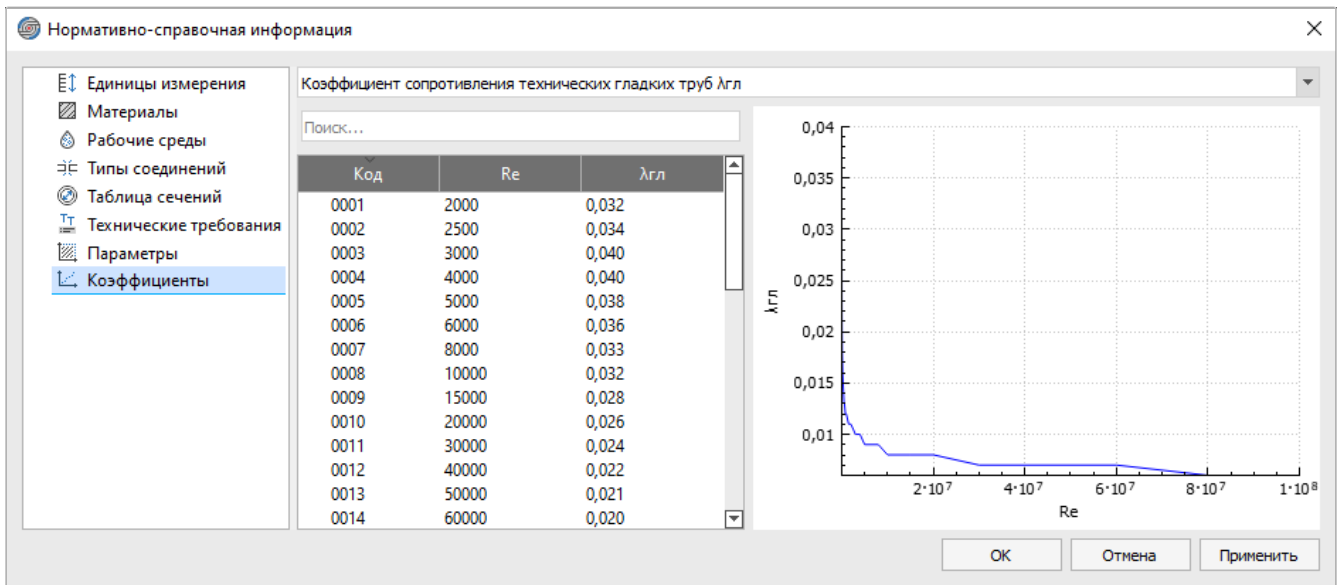 Нормативно-справочная информация
Единицы измерения
Материалы
Рабочие среды
Типы соединений
Таблица сечений
Технические требования
Параметры
Коэффициенты
Коэффициент сопротивления технических гладких труб λгл
Поиск...
Код Re λгл
0001 2000 0,032
0002 2500 0,034
0003 3000 0,040
0004 4000 0,040
0005 5000 0,038
0006 6000 0,036
0007 8000 0,033
0008 10000 0,032
0009 15000 0,028
0010 20000 0,026
0011 30000 0,024
0012 40000 0,022
0013 50000 0,021
0014 60000 0,020
0,04
0,035
0,03
0,025
0,02
0,015
0,01
λгл
2·10⁷ 4·10⁷ 6·10⁷ 8·10⁷ 1·10⁸
Re
ОК Отмена Применить